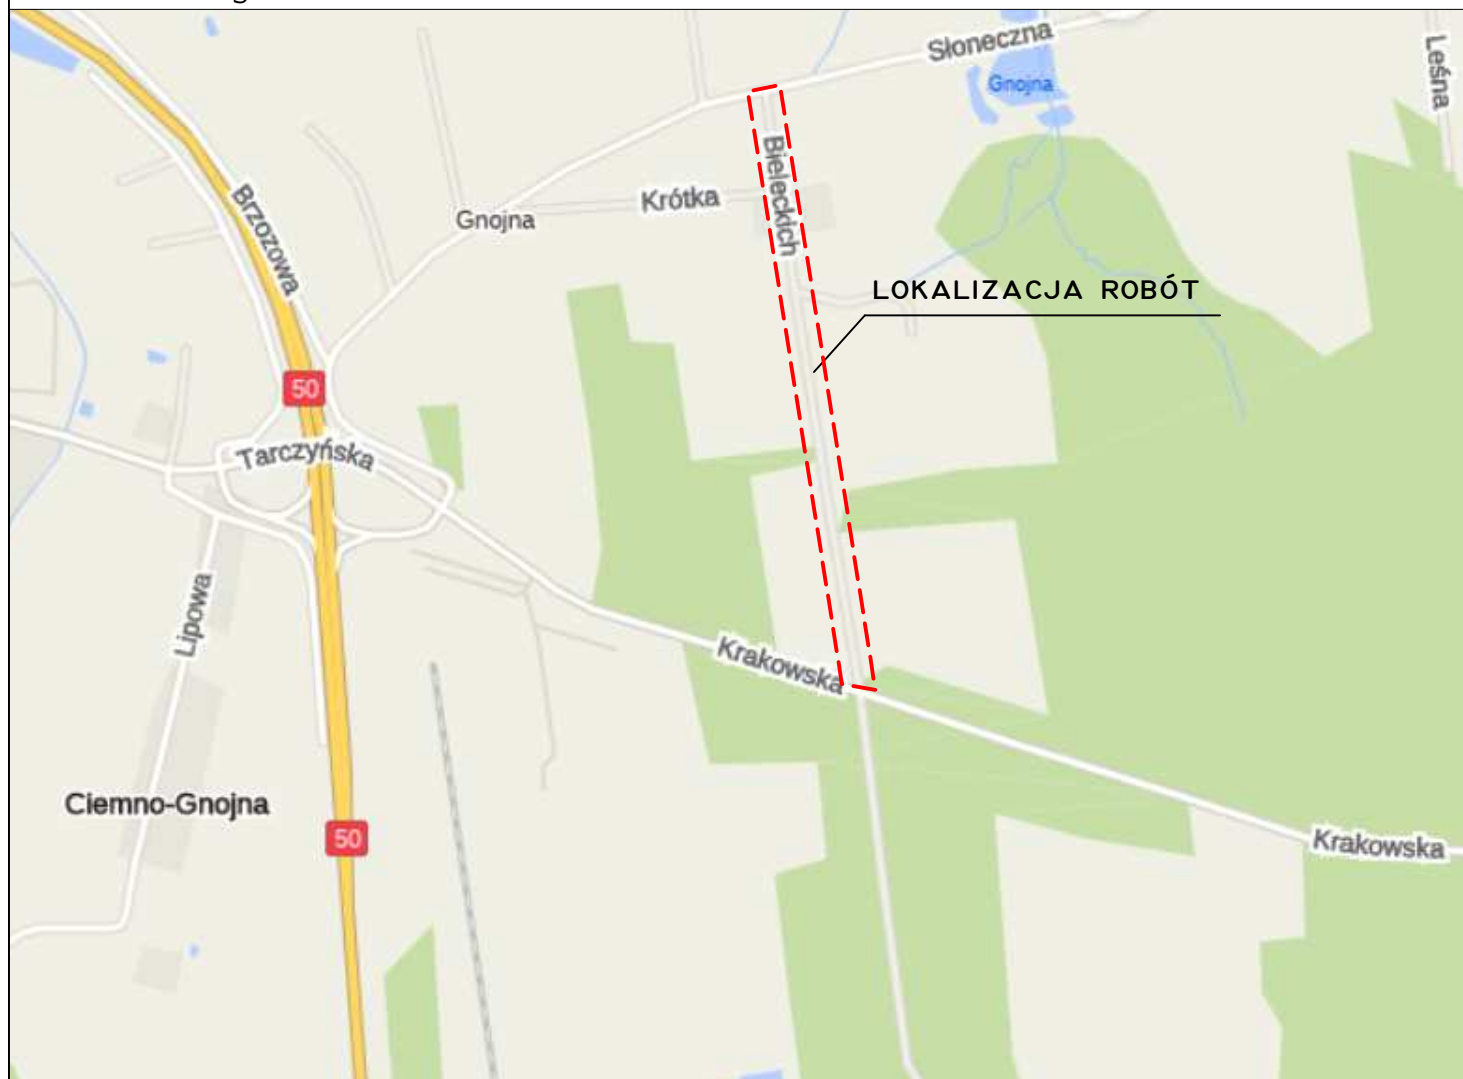 Słoneczna
Leśna
Gnojna
Bieleckich
Brzozowa
Krótka
Gnojna
LOKALIZACJA ROBÓT
50
Tarczyńska
Lipowa
Krakowska
Ciemno-Gnojna
50
Krakowska